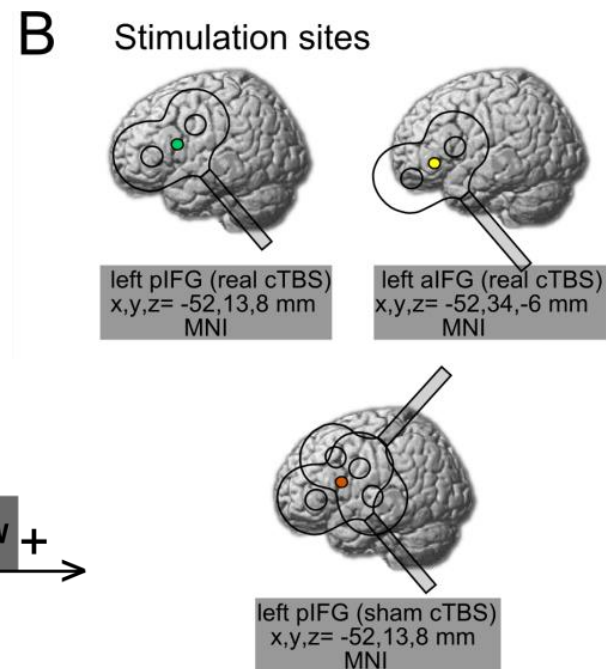 B Stimulation sites
left pIFG (real cTBS)
x,y,z= -52,13,8 mm
MNI
left aIFG (real cTBS)
x,y,z= -52,34,-6 mm
MNI
+
left pIFG (sham cTBS)
x,y,z= -52,13,8 mm
MNI